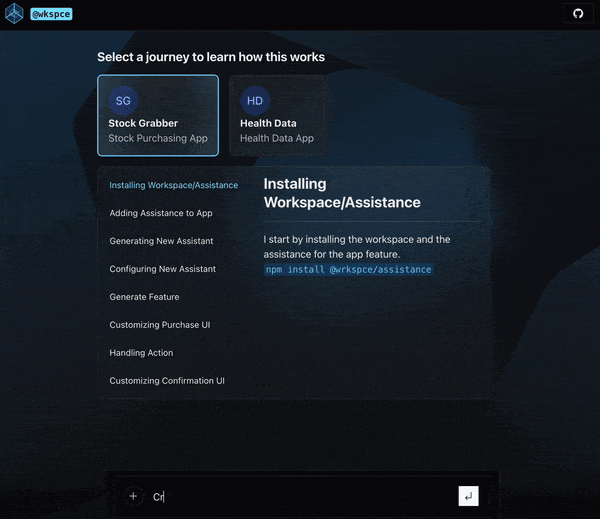 @wkspce
Select a journey to learn how this works
SG
Stock Grabber
Stock Purchasing App
HD
Health Data
Health Data App
Installing Workspace/Assistance
Adding Assistance to App
Generating New Assistant
Configuring New Assistant
Generate Feature
Customizing Purchase UI
Handling Action
Customizing Confirmation UI
Installing
Workspace/Assistance
I start by installing the workspace and the
assistance for the app feature.
npm install @wrkspce/assistance
Cr